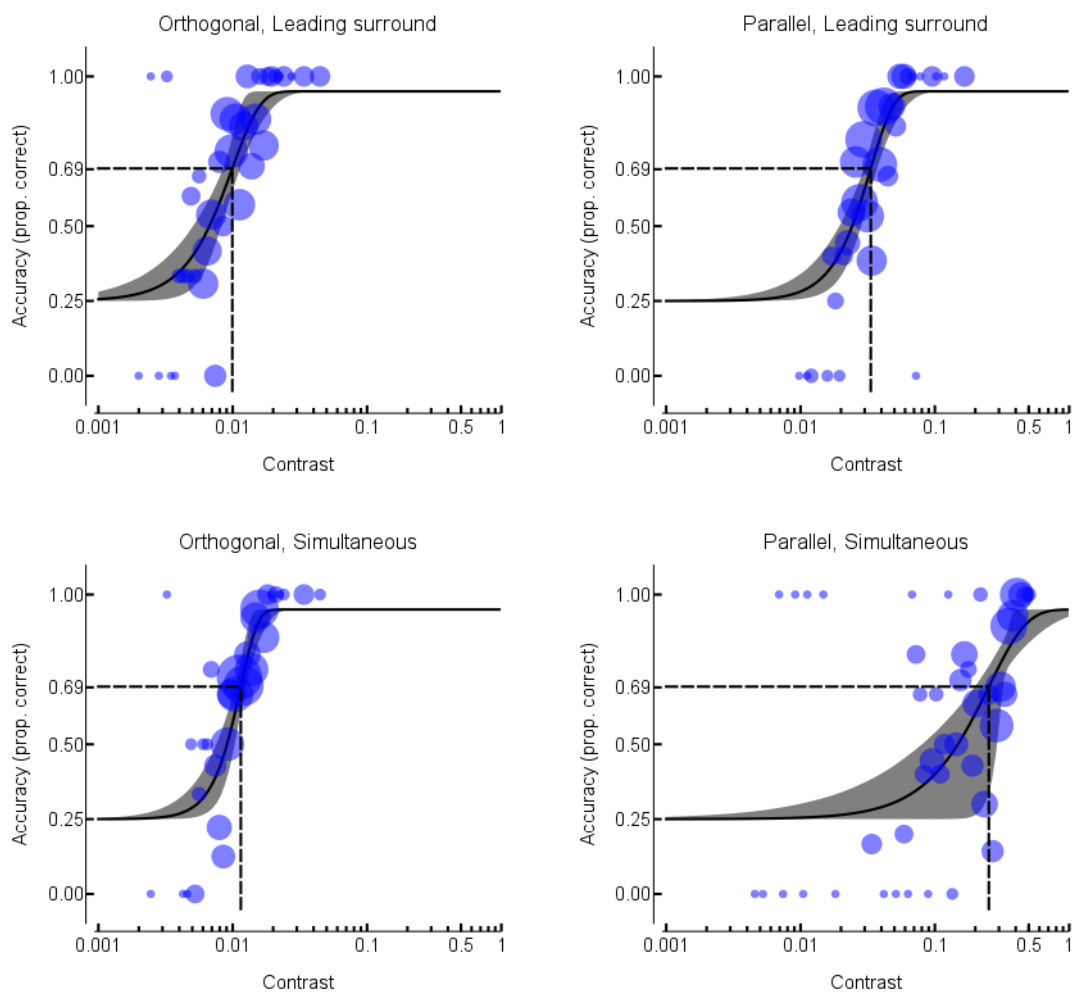 Orthogonal, Leading surround
Accuracy (prop. correct)
1.00
0.69
0.50
0.25
0.00
0.001 0.01 0.1 0.5 1
Contrast
Parallel, Leading surround
Accuracy (prop. correct)
1.00
0.69
0.50
0.25
0.00
0.001 0.01 0.1 0.5 1
Contrast
Orthogonal, Simultaneous
Accuracy (prop. correct)
1.00
0.69
0.50
0.25
0.00
0.001 0.01 0.1 0.5 1
Contrast
Parallel, Simultaneous
Accuracy (prop. correct)
1.00
0.69
0.50
0.25
0.00
0.001 0.01 0.1 0.5 1
Contrast